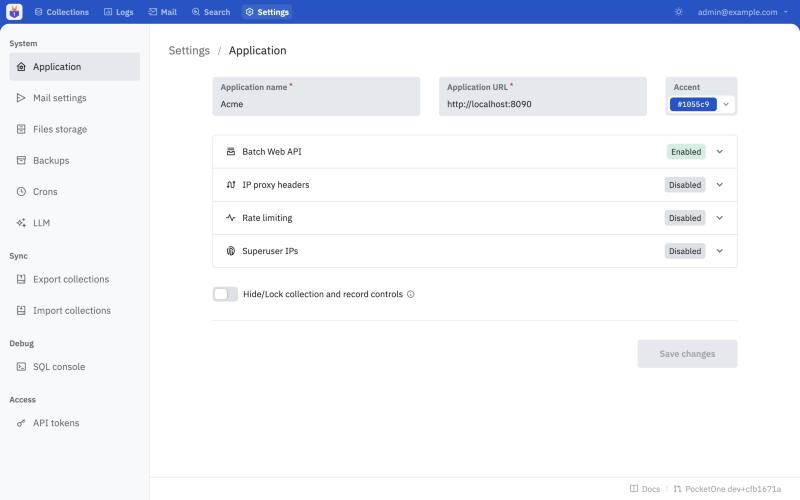 Collections Logs Mail Search Settings admin@example.com
System
Application
Mail settings
Files storage
Backups
Crons
LLM
Sync
Export collections
Import collections
Debug
SQL console
Access
API tokens
Settings / Application
Application name *
Acme
Application URL *
http://localhost:8090
Accent
#1055c9
Batch Web API Enabled
IP proxy headers Disabled
Rate limiting Disabled
Superuser IPs Disabled
Hide/Lock collection and record controls
Save changes
Docs PocketOne dev+cfb1671a